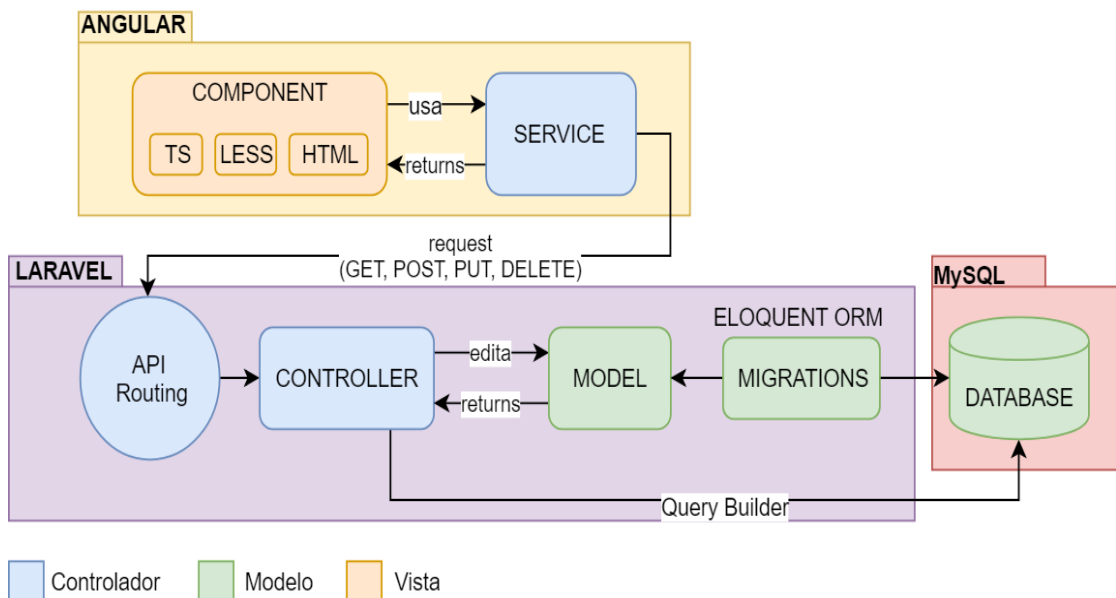 ANGULAR
COMPONENT
TS
LESS
HTML
usa
returns
SERVICE
request
(GET, POST, PUT, DELETE)
LARAVEL
API
Routing
CONTROLLER
edita
returns
MODEL
ELOQUENT ORM
MIGRATIONS
Query Builder
MySQL
DATABASE
Controlador
Modelo
Vista